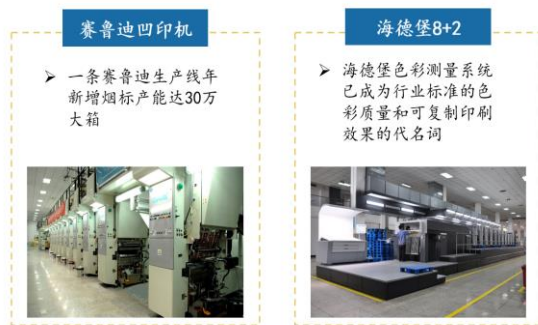 赛鲁迪凹印机
➢ 一条赛鲁迪生产线年
新增烟标产能达30万
大箱
海德堡8+2
➢ 海德堡色彩测量系统
已成为行业标准的色
彩质量和可复制印刷
效果的代名词